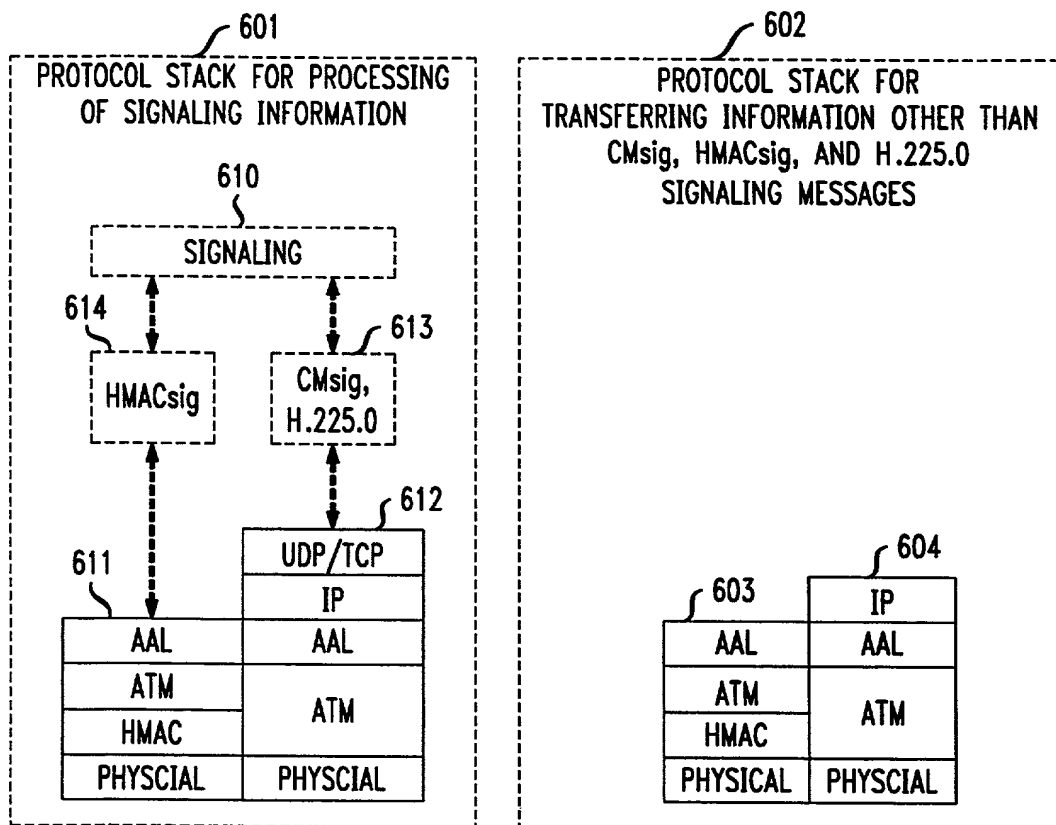 601
PROTOCOL STACK FOR PROCESSING
OF SIGNALING INFORMATION
610
SIGNALING
614
HMACsig
613
CMsig,
H.225.0
612
UDP/TCP
IP
611
AAL
AAL
ATM
ATM
HMAC
PHYSCIAL
PHYSCIAL
602
PROTOCOL STACK FOR
TRANSFERRING INFORMATION OTHER THAN
CMsig, HMACsig, AND H.225.0
SIGNALING MESSAGES
604
603
IP
AAL
AAL
ATM
ATM
HMAC
PHYSICAL
PHYSCIAL